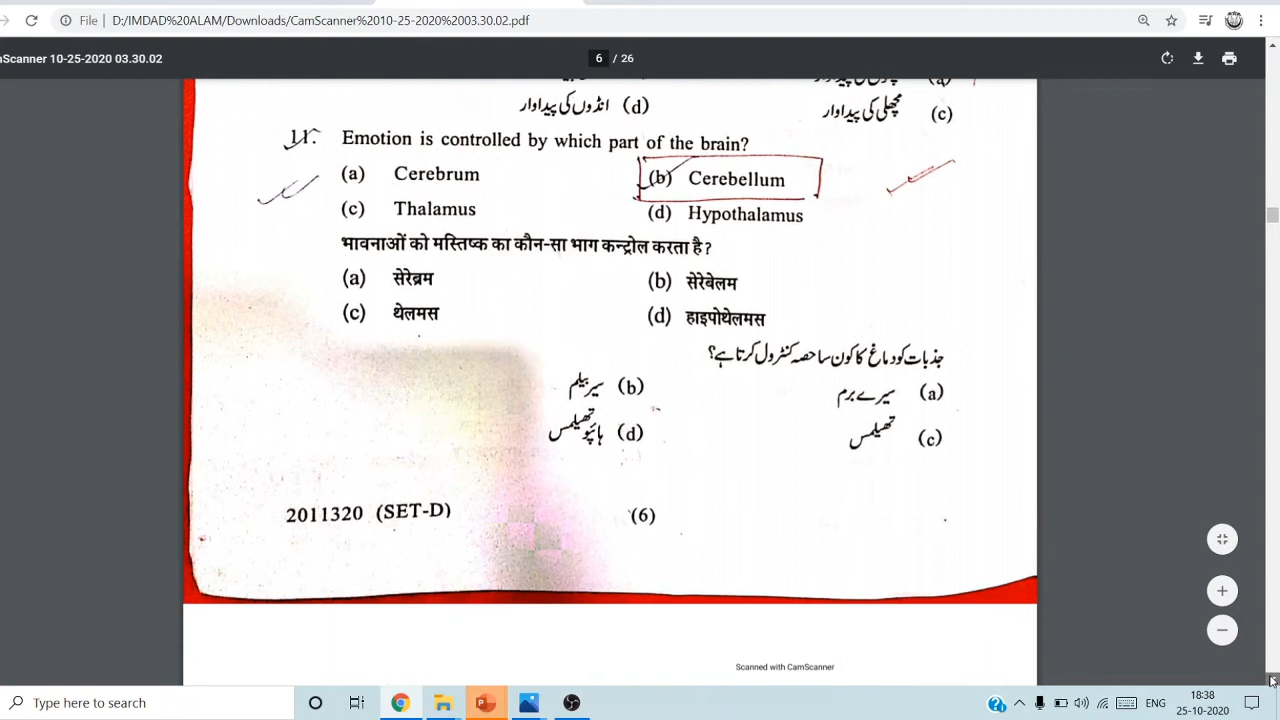 File | D:/IMDAD%20ALAM/Downloads/CamScanner%2010-25-2020%2003.30.02.pdf
mScanner 10-25-2020 03.30.02
6 / 26
انڈوں کی پیداوار (d)
مچھلی کی پیداوار (c)
11. Emotion is controlled by which part of the brain?
(a) Cerebrum
(b) Cerebellum
(c) Thalamus
(d) Hypothalamus
भावनाओं को मस्तिष्क का कौन-सा भाग कन्ट्रोल करता है?
(a) सेरेब्रम
(b) सेरेबेलम
(c) थेलमस
(d) हाइपोथेलमस
جذبات کو دماغ کا کون سا حصہ کنٹرول کرتا ہے؟
(a) سیرے برم
(b) سیربیلم
(c) تھیلمس
(d) ہائپوتھیلمس
2011320 (SET-D)
(6)
Scanned with CamScanner
Type here to search
ENG
18:38
25-10-2020